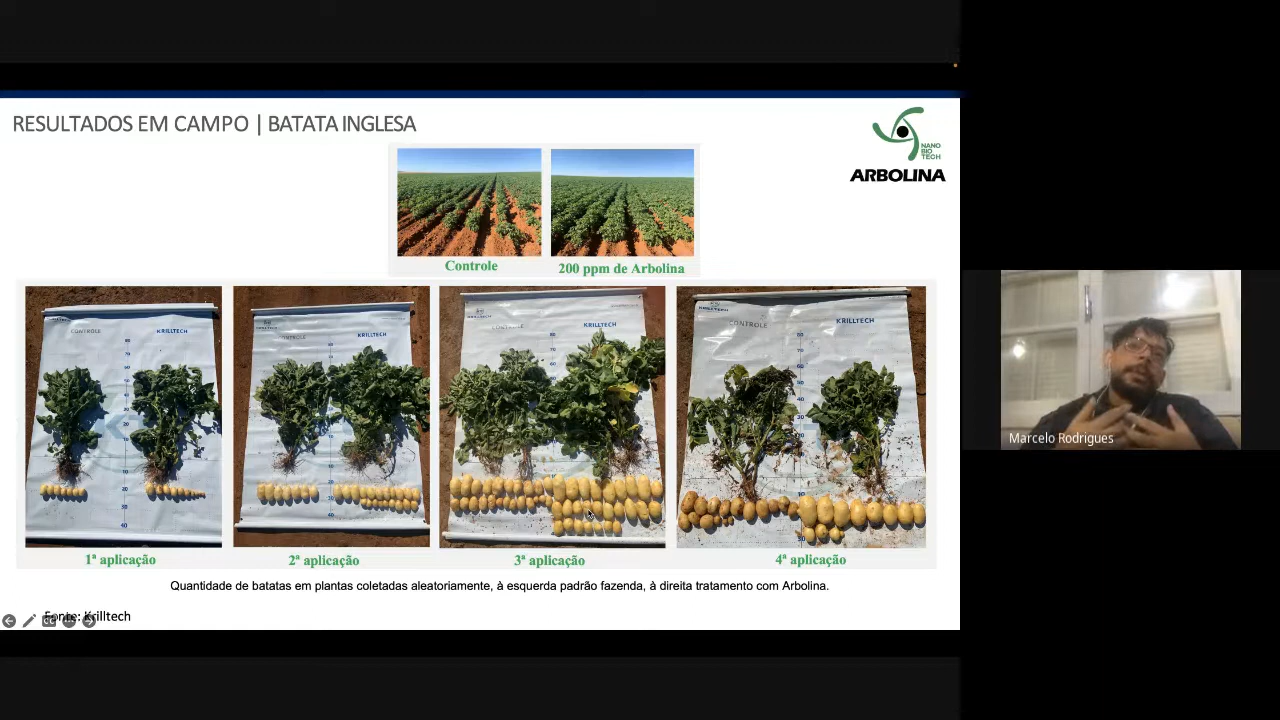 RESULTADOS EM CAMPO | BATATA INGLESA
NANO
BIO
TECH
ARBOLINA
Controle
200 ppm de Arbolina
CONTROLE
KRILLTECH
CONTROLE
KRILLTECH
CONTROLE
KRILLTECH
CONTROLE
KRILLTECH
1ª aplicação
2ª aplicação
3ª aplicação
4ª aplicação
Quantidade de batatas em plantas coletadas aleatoriamente, à esquerda padrão fazenda, à direita tratamento com Arbolina.
Fonte: Krilltech
Marcelo Rodrigues